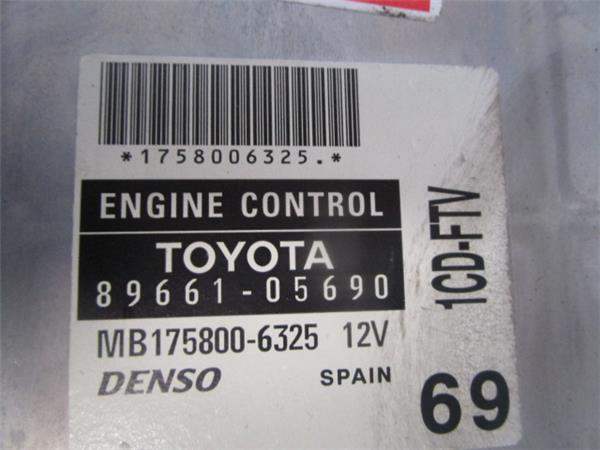 *1758006325.*
ENGINE CONTROL
TOYOTA
89661-05690
MB175800-6325 12V
DENSO SPAIN
1CD-FTV
69